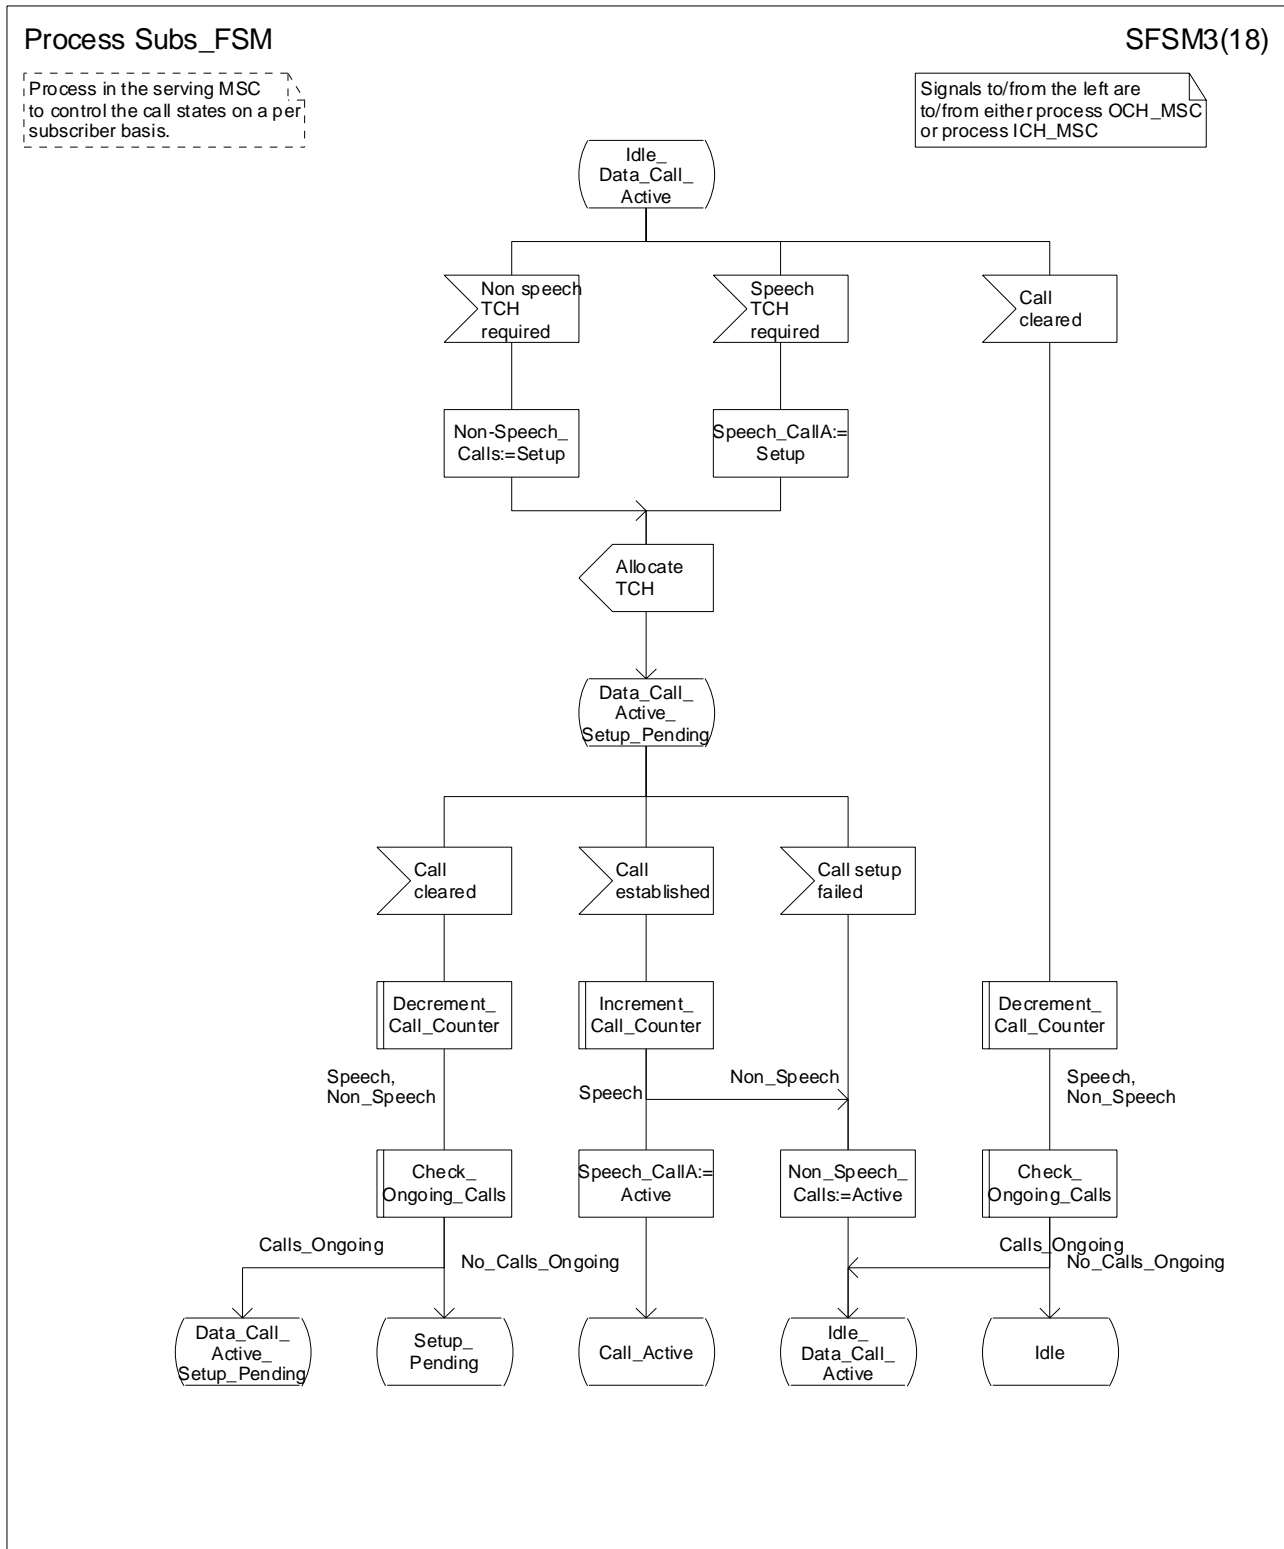 Process Subs_FSM
SFSM3(18)
Process in the serving MSC
to control the call states on a per
subscriber basis.
Signals to/from the left are
to/from either process OCH_MSC
or process ICH_MSC
Idle_
Data_Call_
Active
Non speech
TCH
required
Speech
TCH
required
Call
cleared
Non-Speech_
Calls:=Setup
Speech_CallA:=
Setup
Allocate
TCH
Data_Call_
Active_
Setup_Pending
Call
cleared
Call
established
Call setup
failed
Decrement_
Call_Counter
Increment_
Call_Counter
Decrement_
Call_Counter
Speech,
Non_Speech
Speech
Non_Speech
Speech,
Non_Speech
Check_
Ongoing_Calls
Speech_CallA:=
Active
Non_Speech_
Calls:=Active
Check_
Ongoing_Calls
Calls_Ongoing
No_Calls_Ongoing
Calls_Ongoing
No_Calls_Ongoing
Data_Call_
Active_
Setup_Pending
Setup_
Pending
Call_Active
Idle_
Data_Call_
Active
Idle